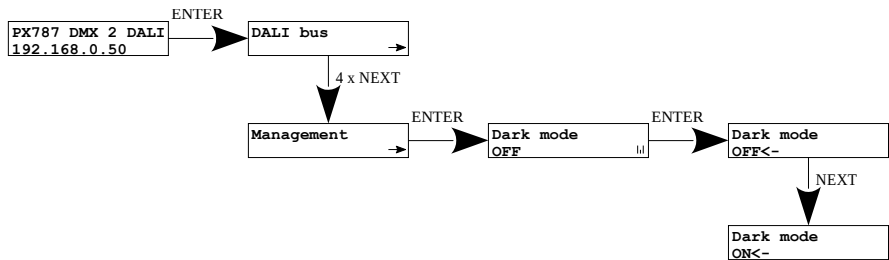 ENTER
PX787 DMX 2 DALI
192.168.0.50
DALI bus
4 x NEXT
Management
ENTER
Dark mode
OFF
ENTER
Dark mode
OFF<-
NEXT
Dark mode
ON<-